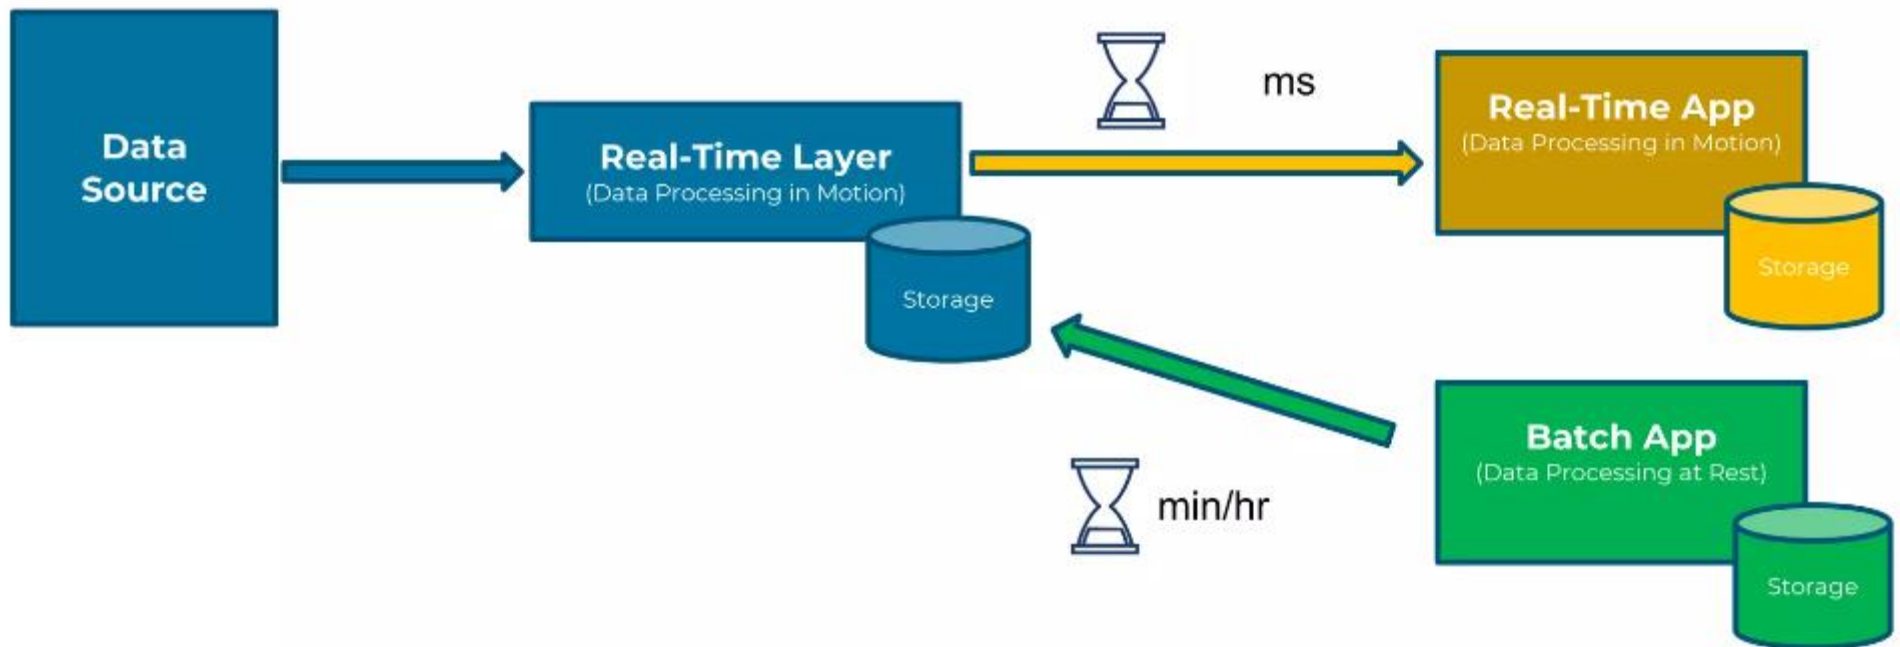 Data
Source
Real-Time Layer
(Data Processing in Motion)
Storage
ms
Real-Time App
(Data Processing in Motion)
Storage
min/hr
Batch App
(Data Processing at Rest)
Storage